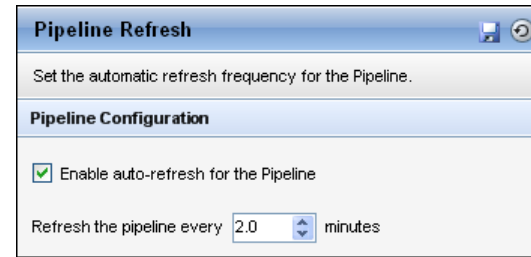 Pipeline Refresh
Set the automatic refresh frequency for the Pipeline.
Pipeline Configuration
Enable auto-refresh for the Pipeline
Refresh the pipeline every 2.0 minutes